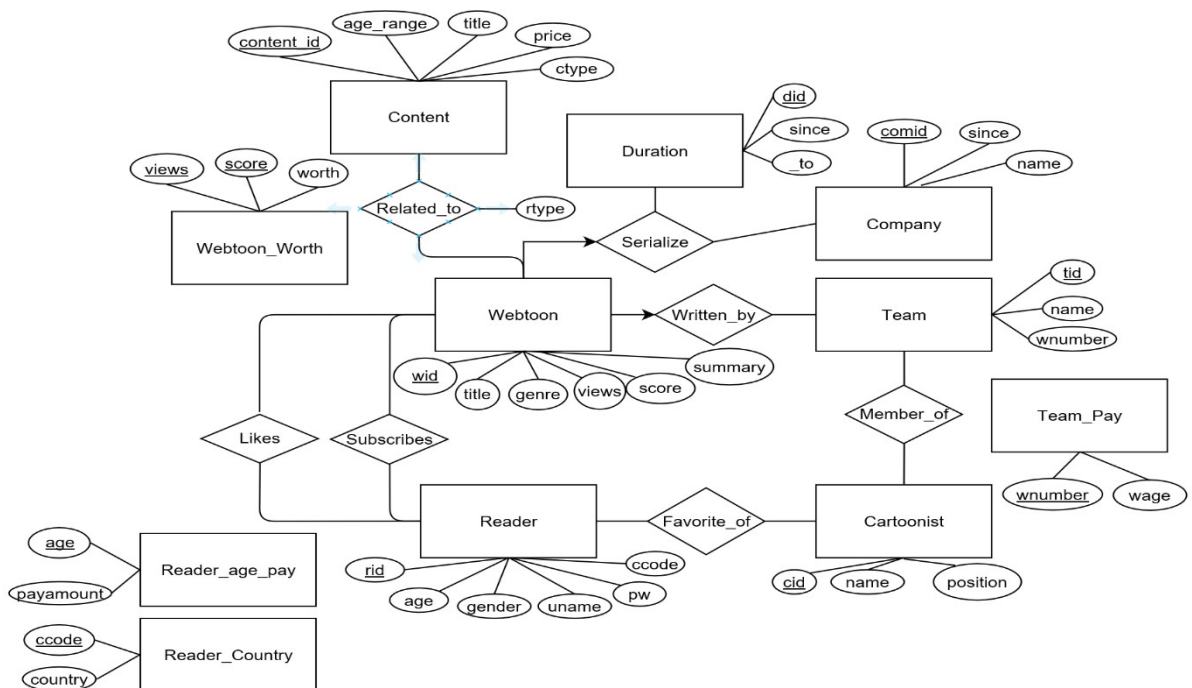 age_range
title
content_id
price
ctype
Content
did
since
_to
Duration
comid
since
name
Company
views
score
worth
Webtoon_Worth
Related_to
rtype
Serialize
Webtoon
Written_by
Team
tid
name
wnumber
wid
title
genre
views
score
summary
Likes
Subscribes
Member_of
Team_Pay
wnumber
wage
Reader
Favorite_of
Cartoonist
rid
age
gender
uname
pw
ccode
cid
name
position
age
payamount
Reader_age_pay
ccode
country
Reader_Country